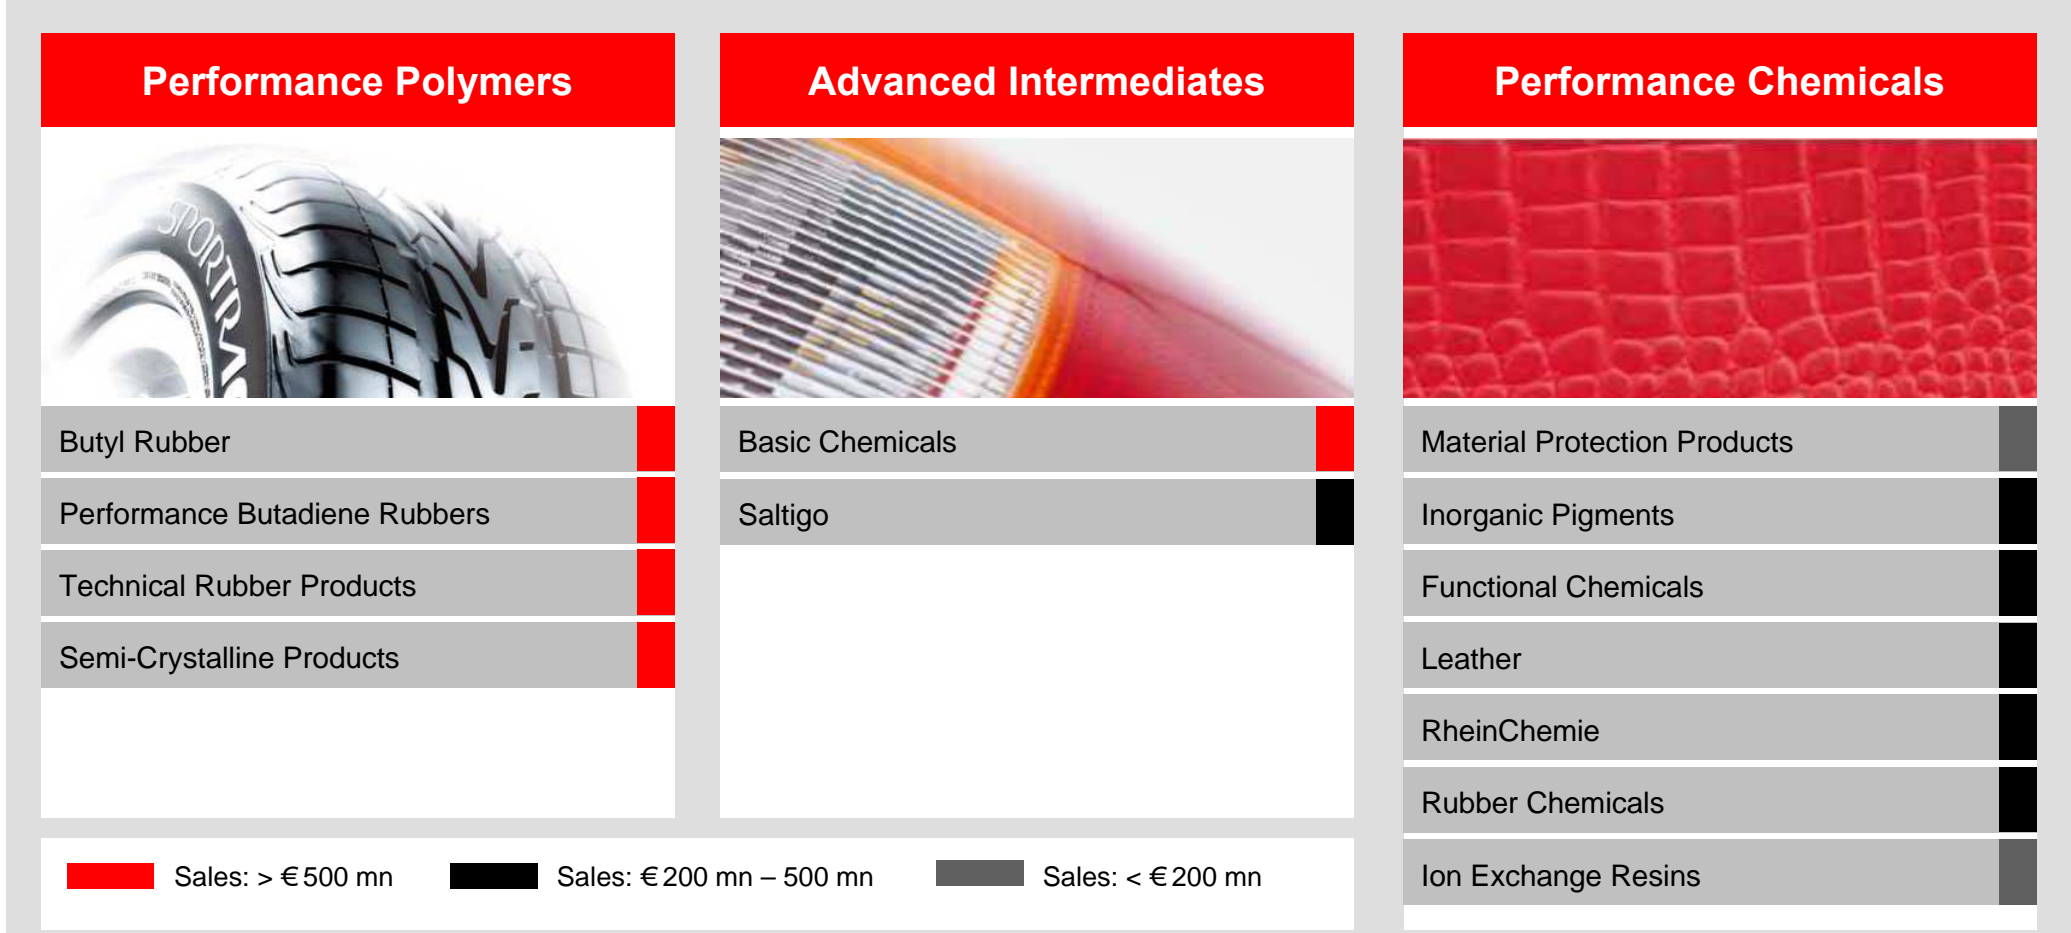 Performance Polymers
Advanced Intermediates
Performance Chemicals
SPORTRAC
Butyl Rubber
Performance Butadiene Rubbers
Technical Rubber Products
Semi-Crystalline Products
Basic Chemicals
Saltigo
Material Protection Products
Inorganic Pigments
Functional Chemicals
Leather
RheinChemie
Rubber Chemicals
Ion Exchange Resins
Sales: > €500 mn
Sales: €200 mn – 500 mn
Sales: < €200 mn